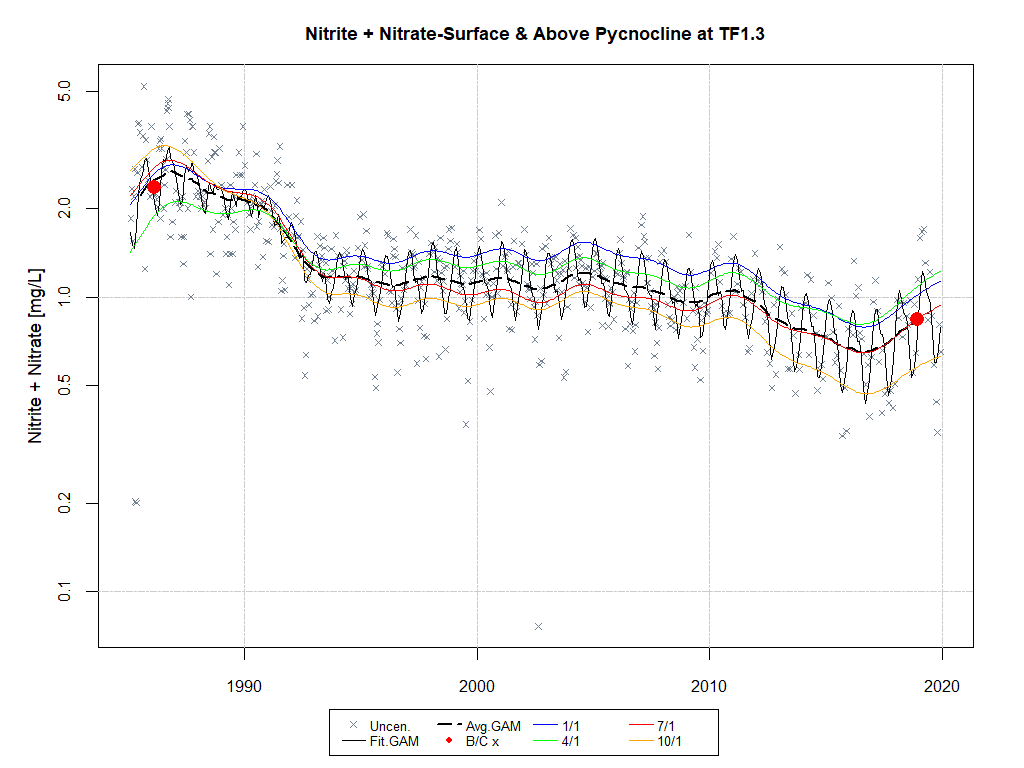 Nitrite + Nitrate-Surface & Above Pycnocline at TF1.3
Nitrite + Nitrate [mg/L]
5.0
2.0
1.0
0.5
0.2
0.1
1990 2000 2010 2020
Uncen. Avg.GAM 1/1 7/1
Fit.GAM B/C x 4/1 10/1